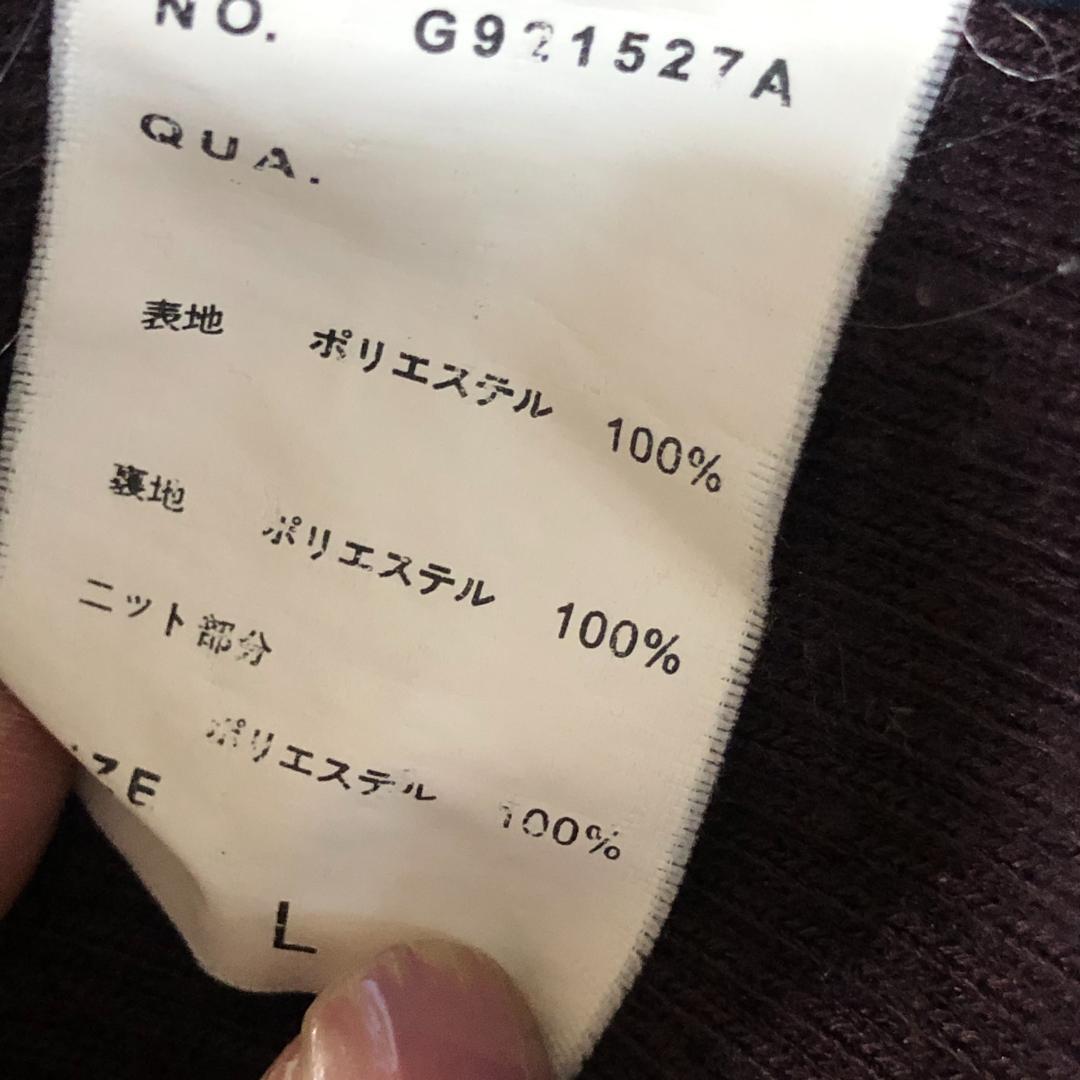 NO. G921527A
QUA.
表地 ポリエステル 100%
裏地 ポリエステル 100%
ニット部分
ポリエステル 100%
IZE
L